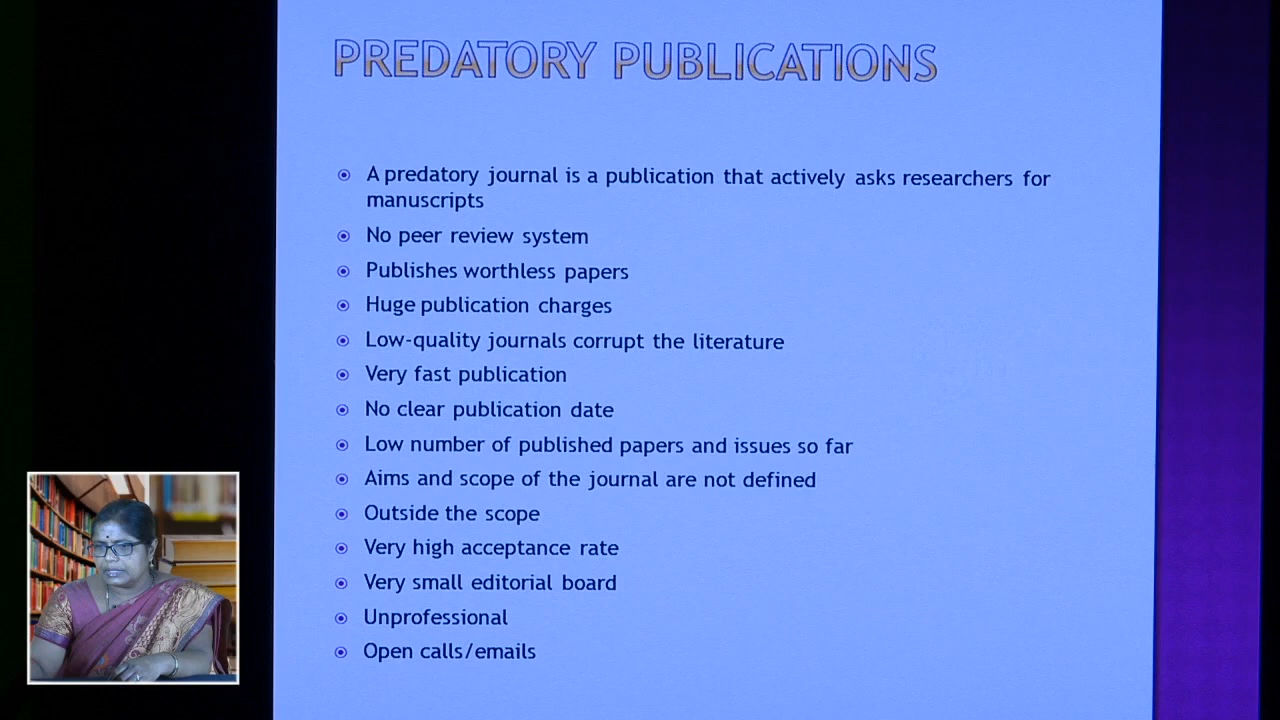 PREDATORY PUBLICATIONS
A predatory journal is a publication that actively asks researchers for
manuscripts
No peer review system
Publishes worthless papers
Huge publication charges
Low-quality journals corrupt the literature
Very fast publication
No clear publication date
Low number of published papers and issues so far
Aims and scope of the journal are not defined
Outside the scope
Very high acceptance rate
Very small editorial board
Unprofessional
Open calls/emails